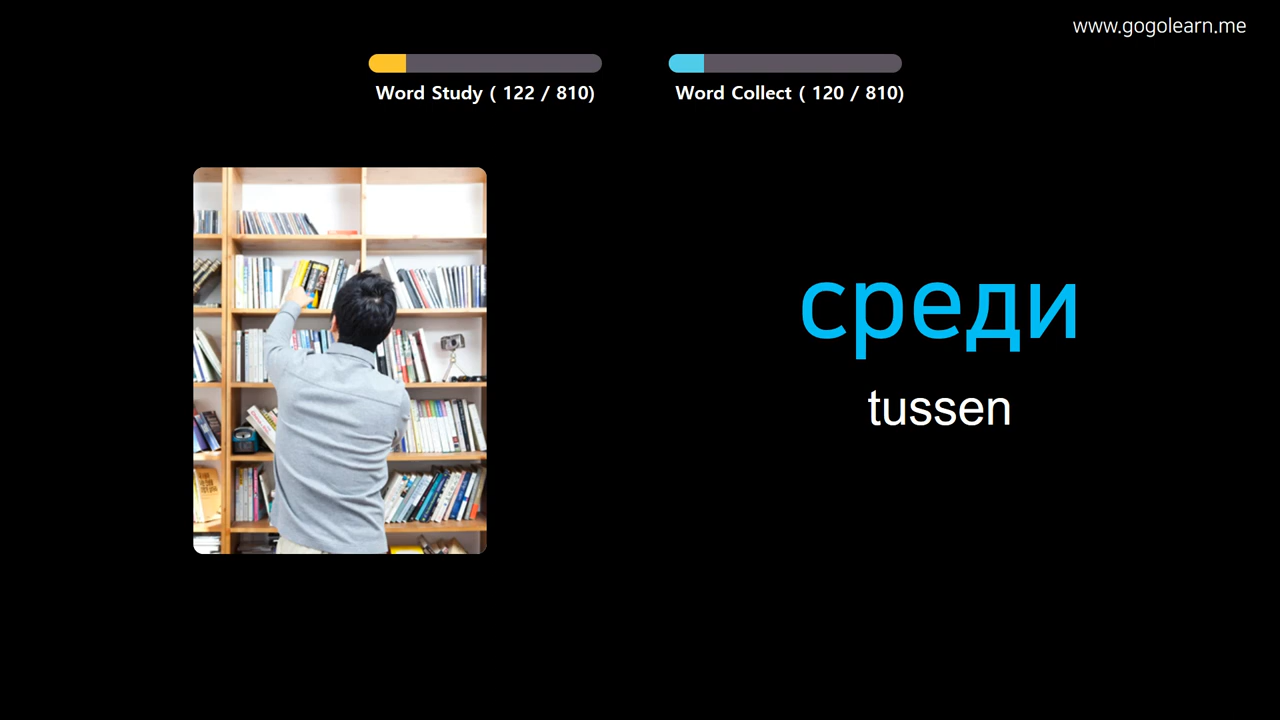 www.gogolearn.me
Word Study ( 122 / 810)
Word Collect ( 120 / 810)
среди
tussen